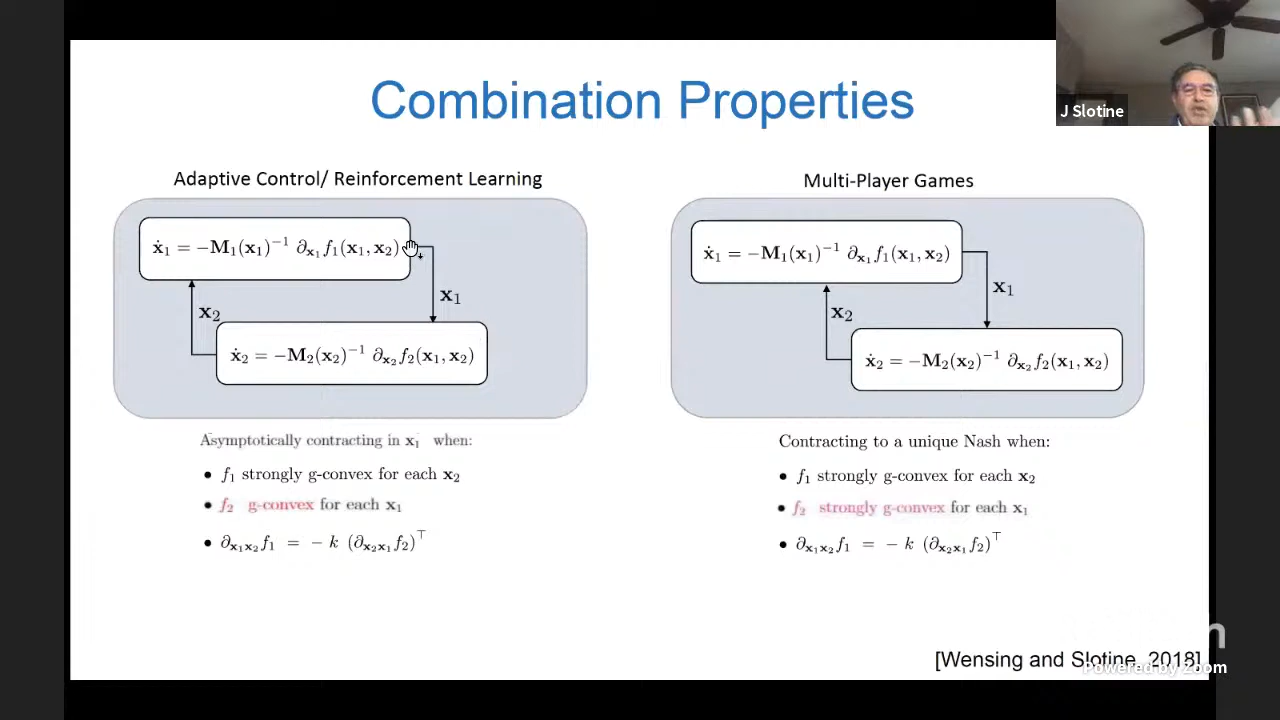 Combination Properties
J Slotine
Adaptive Control/ Reinforcement Learning
ẋ₁ = −M₁(x₁)⁻¹ ∂ₓ₁ f₁(x₁, x₂)
x₁
x₂
ẋ₂ = −M₂(x₂)⁻¹ ∂ₓ₂ f₂(x₁, x₂)
Asymptotically contracting in x₁ when:
• f₁ strongly g-convex for each x₂
• f₂ g-convex for each x₁
• ∂ₓ₁ₓ₂ f₁ = − k (∂ₓ₂ₓ₁ f₂)⊤
Multi-Player Games
ẋ₁ = −M₁(x₁)⁻¹ ∂ₓ₁ f₁(x₁, x₂)
x₁
x₂
ẋ₂ = −M₂(x₂)⁻¹ ∂ₓ₂ f₂(x₁, x₂)
Contracting to a unique Nash when:
• f₁ strongly g-convex for each x₂
• f₂ strongly g-convex for each x₁
• ∂ₓ₁ₓ₂ f₁ = − k (∂ₓ₂ₓ₁ f₂)⊤
[Wensing and Slotine, 2018]
Powered by Zoom